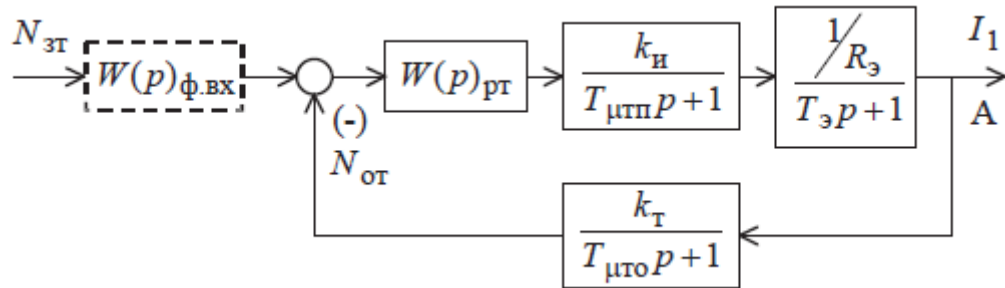 N_зт
W(p)_ф.вх
(-)
N_от
W(p)_рт
k_и
T_μтп p + 1
1/R_э
T_э p + 1
I_1
А
k_т
T_μто p + 1